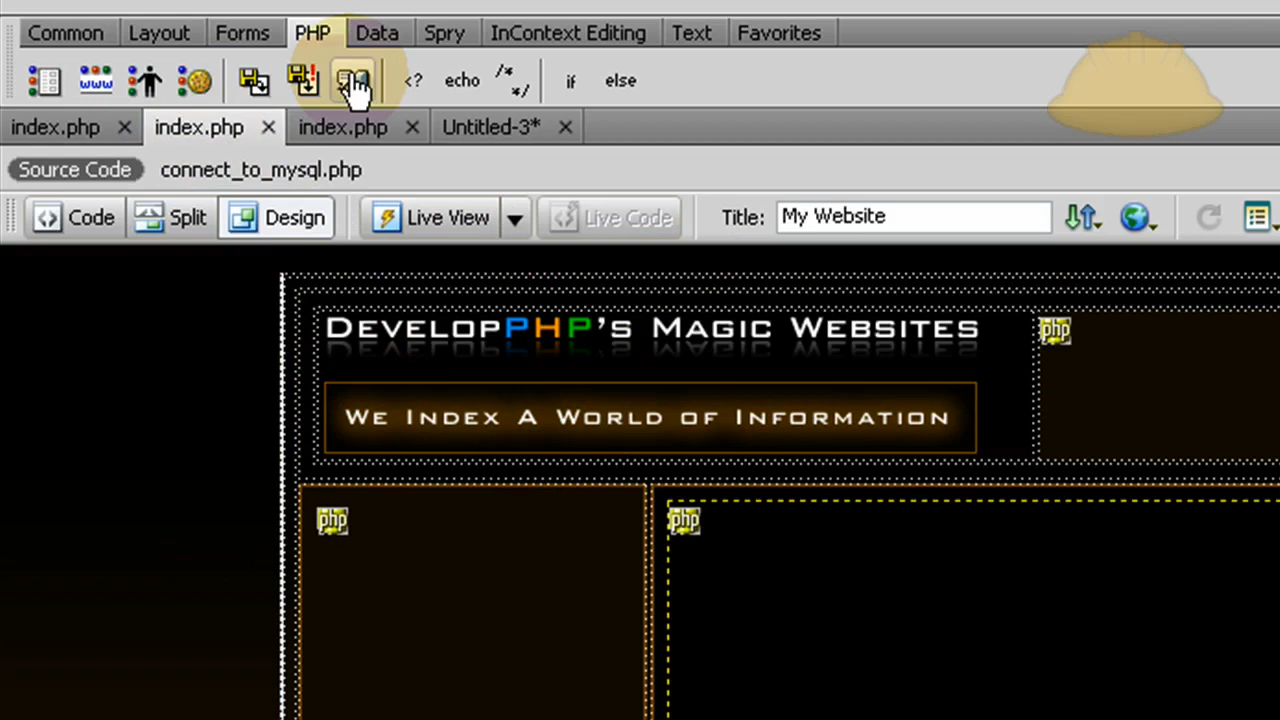 Common Layout Forms PHP Data Spry InContext Editing Text Favorites
www <? echo /* */ if else
index.php index.php index.php Untitled-3*
Source Code connect_to_mysql.php
Code Split Design Live View Live Code Title: My Website
DevelopPHP's Magic Websites
php
We Index A World of Information
php php